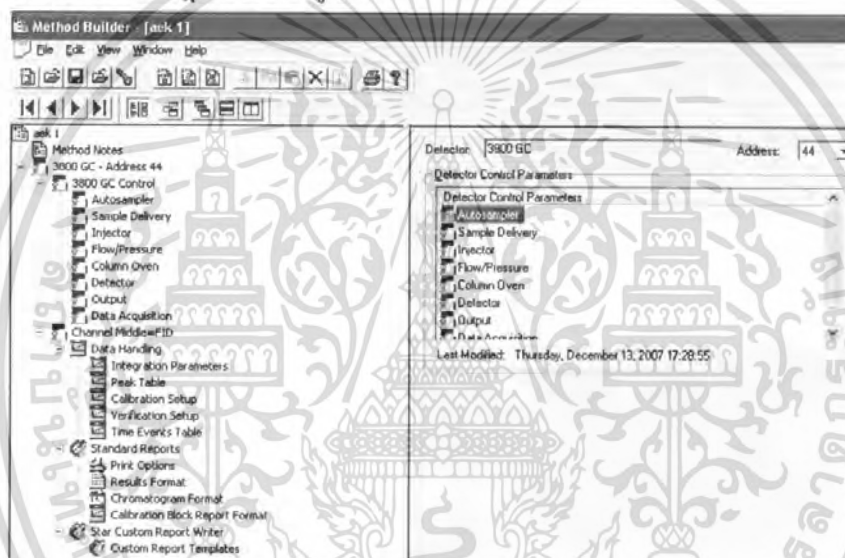 Method Builder - [aek 1]
File Edit View Window Help
aek 1
Method Notes
3800 GC - Address 44
3800 GC Control
Autosampler
Sample Delivery
Injector
Flow/Pressure
Column Oven
Detector
Output
Data Acquisition
Channel Middle=FID
Data Handling
Integration Parameters
Peak Table
Calibration Setup
Verification Setup
Time Events Table
Standard Reports
Print Options
Results Format
Chromatogram Format
Calibration Block Report Format
Star Custom Report Writer
Custom Report Templates
Detector: 3800 GC Address: 44
Detector Control Parameters
Detector Control Parameters
Autosampler
Sample Delivery
Injector
Flow/Pressure
Column Oven
Detector
Output
Data Acquisition
Last Modified: Thursday, December 13, 2007 17:28:55